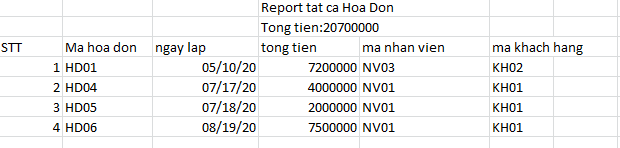 Report tat ca Hoa Don
Tong tien:20700000
STT Ma hoa don ngay lap tong tien ma nhan vien ma khach hang
1 HD01 05/10/20 7200000 NV03 KH02
2 HD04 07/17/20 4000000 NV01 KH01
3 HD05 07/18/20 2000000 NV01 KH01
4 HD06 08/19/20 7500000 NV01 KH01